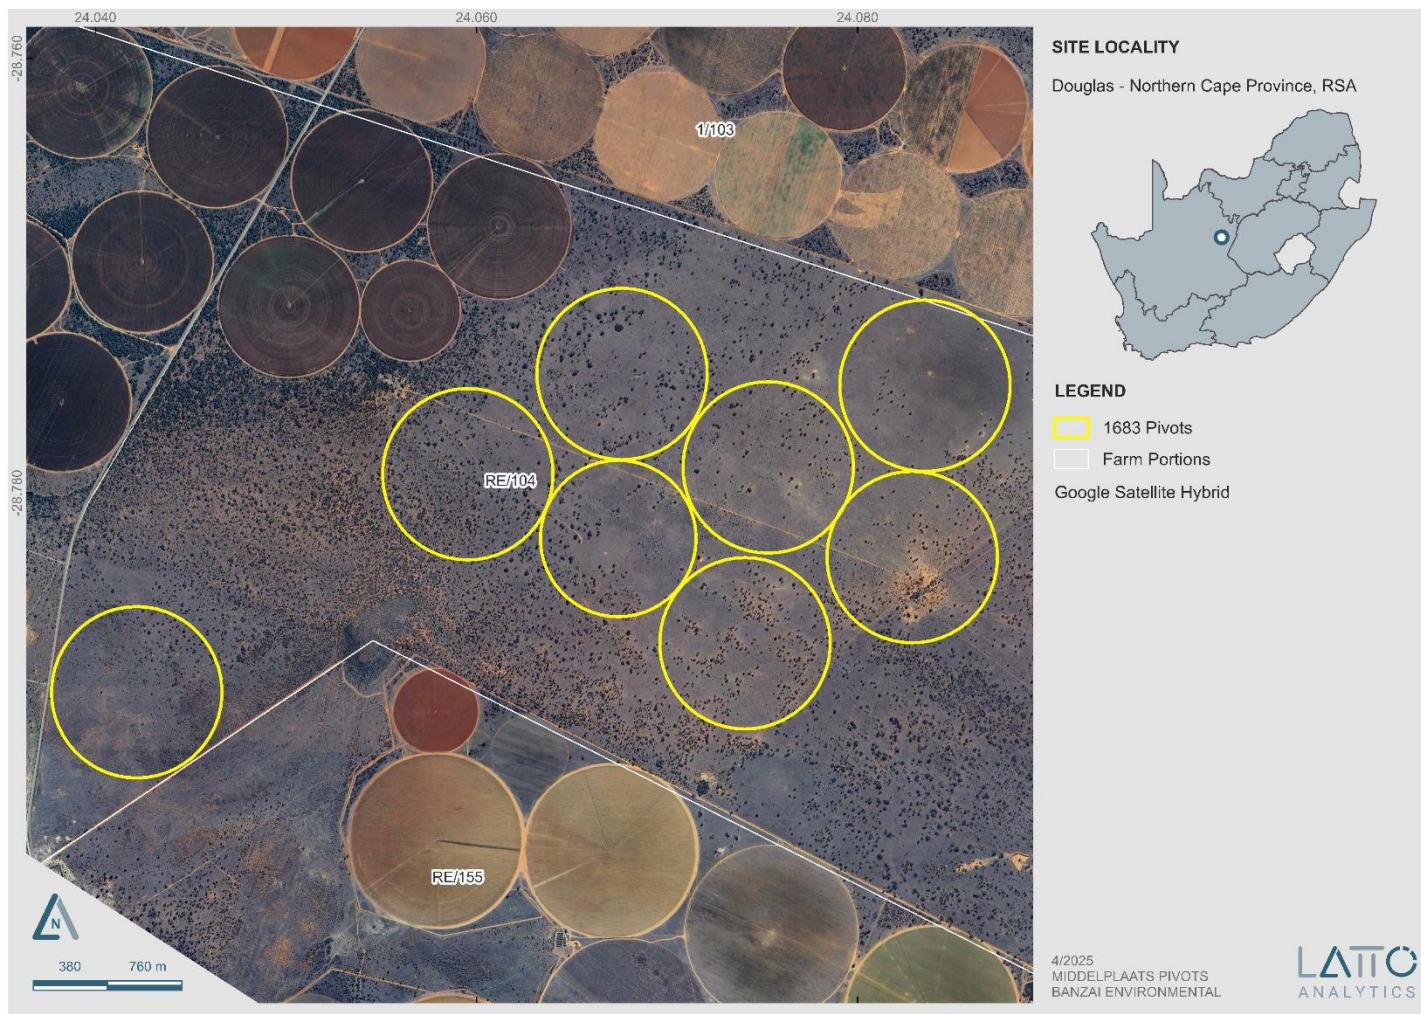 24.040
24.060
24.080
-28.760
-28.780
1/103
RE/104
RE/155
N
380
760 m
SITE LOCALITY
Douglas - Northern Cape Province, RSA
LEGEND
1683 Pivots
Farm Portions
Google Satellite Hybrid
4/2025
MIDDELPLAATS PIVOTS
BANZAI ENVIRONMENTAL
LATTO
ANALYTICS